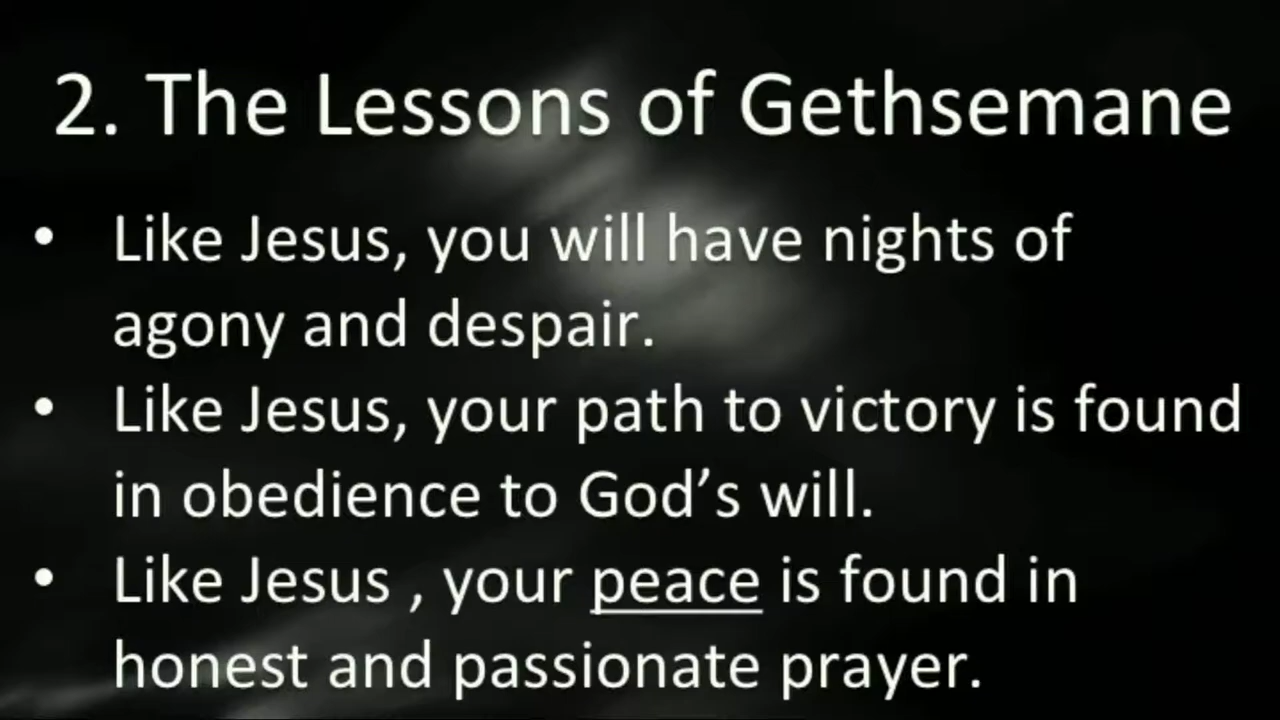 2. The Lessons of Gethsemane
• Like Jesus, you will have nights of
agony and despair.
• Like Jesus, your path to victory is found
in obedience to God’s will.
• Like Jesus , your peace is found in
honest and passionate prayer.